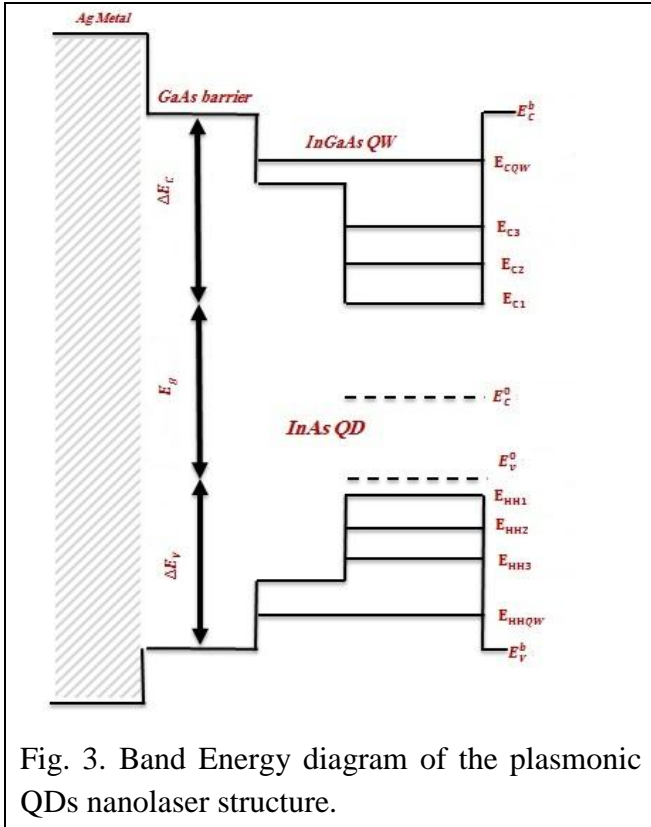 Ag Metal
GaAs barrier
E_C^b
InGaAs QW
E_CQW
ΔE_C
E_C3
E_C2
E_C1
E_g
E_C^0
InAs QD
E_v^0
E_HH1
E_HH2
ΔE_V
E_HH3
E_HHQW
E_V^b
Fig. 3. Band Energy diagram of the plasmonic
QDs nanolaser structure.